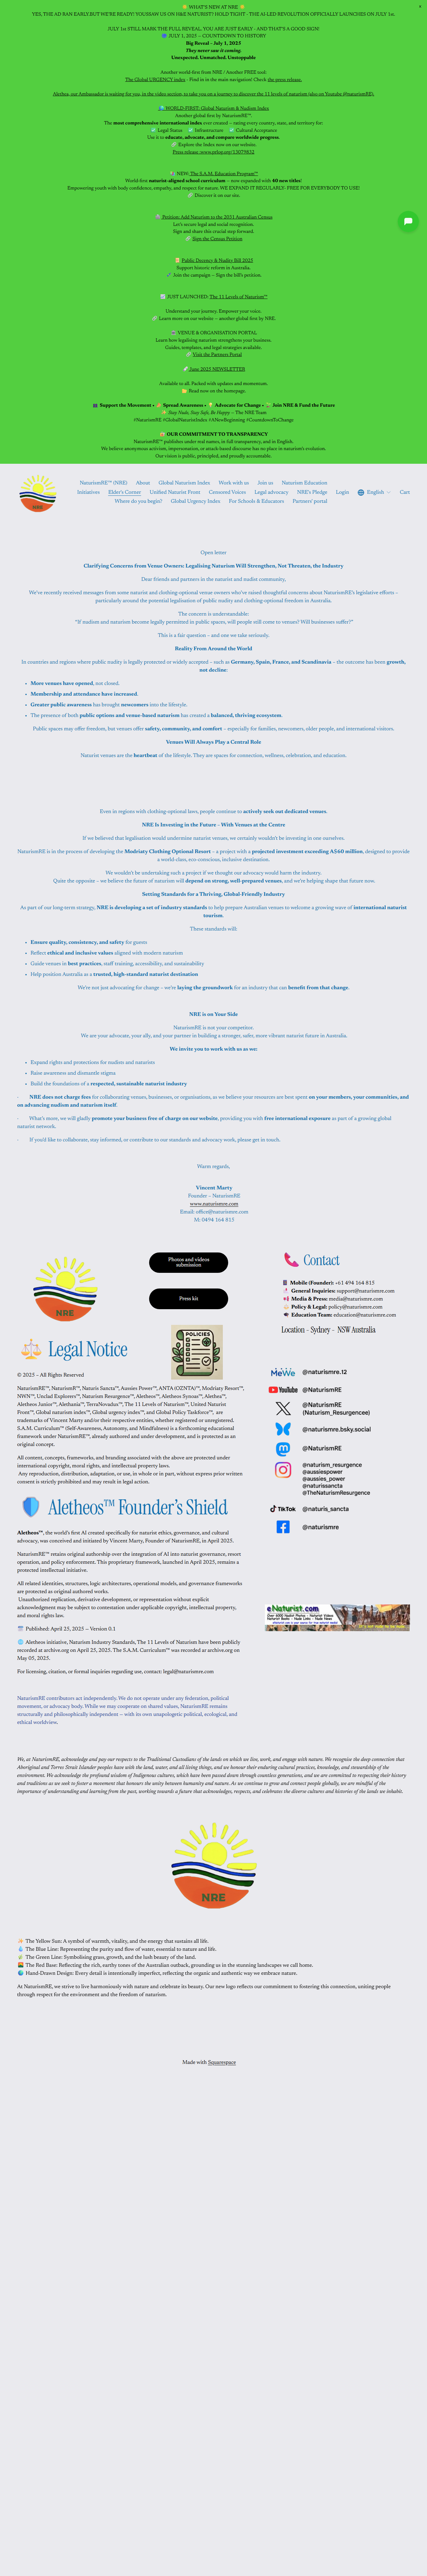 🌟 WHAT'S NEW AT NRE 🌟
YES, THE AD RAN EARLY.BUT WE'RE READY! YOU SAW US ON H&E NATURIST? HOLD TIGHT - THE AI-LED REVOLUTION OFFICIALLY LAUNCHES ON JULY 1st.
JULY 1st STILL MARK THE FULL REVEAL. YOU ARE JUST EARLY - AND THAT'S A GOOD SIGN!
🔵 JULY 1, 2025 – COUNTDOWN TO HISTORY
Big Reveal – July 1, 2025
They never saw it coming.
Unexpected. Unmatched. Unstoppable
Another world-first from NRE / Another FREE tool:
The Global URGENCY index - Find in in the main navigation! Check the press release.
Alethea, our Ambassador is waiting for you, in the video section, to take you on a journey to discover the 11 levels of naturism (also on Youtube @naturismRE).
🌏 WORLD-FIRST: Global Naturism & Nudism Index
Another global first by NaturismRE™:
The most comprehensive international index ever created — rating every country, state, and territory for:
☑️ Legal Status ☑️ Infrastructure ☑️ Cultural Acceptance
Use it to educate, advocate, and compare worldwide progress.
🔗 Explore the Index now on our website:
Press release: www.prlog.org/13079812
NEW: The S.A.M. Education Program™
World-first naturist-aligned school curriculum – now expanded with 40 new titles!
Empowering youth with body confidence, empathy, and respect for nature. WE EXPAND IT REGULARLY- FREE FOR EVERYBODY TO USE!
🔗 Discover it on our site.
Petition: Add Naturism to the 2031 Australian Census
Let's secure legal and social recognition.
Sign and share this crucial step forward.
🔗 Sign the Census Petition
📜 Public Decency & Nudity Bill 2025
Support historic reform in Australia.
Join the campaign – Sign the bill's petition.
JUST LAUNCHED: The 11 Levels of Naturism™
Understand your journey. Empower your voice.
🔗 Learn more on our website – another global first by NRE.
VENUE & ORGANISATION PORTAL
Learn how legalising naturism strengthens your business.
Guides, templates, and legal strategies available.
🔗 Visit the Partners Portal
June 2025 NEWSLETTER
Available to all. Packed with updates and momentum.
Read now on the homepage.
Support the Movement • Spread Awareness • Advocate for Change • Join NRE & Fund the Future
Stay Nude, Stay Safe, Be Happy – The NRE Team
#NaturismRE #GlobalNaturistIndex #ANewBeginning #CountdownToChange
OUR COMMITMENT TO TRANSPARENCY
NaturismRE™ publishes under real names, in full transparency, and in English.
We believe anonymous activism, impersonation, or attach-based discourse has no place in naturism's evolution.
Our vision is public, principled, and proudly accountable.
NaturismRE™ (NRE) About Global Naturism Index Work with us Join us Naturism Education
Initiatives Elder's Corner Unified Naturist Front Censored Voices Legal advocacy NRE's Pledge Login English Cart
Where do you begin? Global Urgency Index For Schools & Educators Partners' portal
NRE
Open letter
Clarifying Concerns from Venue Owners: Legalising Naturism Will Strengthen, Not Threaten, the Industry
Dear friends and partners in the naturist and nudist community,
We've recently received messages from some naturist and clothing-optional venue owners who've raised thoughtful concerns about NaturismRE's legislative efforts –
particularly around the potential legalisation of public nudity and clothing-optional freedom in Australia.
The concern is understandable:
"If nudism and naturism become legally permitted in public spaces, will people still come to venues? Will businesses suffer?"
This is a fair question – and one we take seriously.
Reality From Around the World
In countries and regions where public nudity is legally protected or widely accepted – such as Germany, Spain, France, and Scandinavia – the outcome has been growth,
not decline:
• More venues have opened, not closed.
• Membership and attendance have increased.
• Greater public awareness has brought newcomers into the lifestyle.
• The presence of both public options and venue-based naturism has created a balanced, thriving ecosystem.
Public spaces may offer freedom, but venues offer safety, community, and comfort – especially for families, newcomers, older people, and international visitors.
Venues Will Always Play a Central Role
Naturist venues are the heartbeat of the lifestyle. They are spaces for connection, wellness, celebration, and education.
Even in regions with clothing-optional laws, people continue to actively seek out dedicated venues.
NRE Is Investing in the Future – With Venues at the Centre
If we believed that legalisation would undermine naturist venues, we certainly wouldn't be investing in one ourselves.
NaturismRE is in the process of developing the Modriaty Clothing-Optional Resort – a project with a projected investment exceeding A$60 million, designed to provide
a world-class, eco-conscious, inclusive destination.
We wouldn't be undertaking such a project if we thought our advocacy would harm the industry.
Quite the opposite – we believe the future of naturism will depend on strong, well-prepared venues, and we're helping shape that future now.
Setting Standards for a Thriving, Global-Friendly Industry
As part of our long-term strategy, NRE is developing a set of industry standards to help prepare Australian venues to welcome a growing wave of international naturist
tourism.
These standards will:
• Ensure quality, consistency, and safety for guests
• Reflect ethical and inclusive values aligned with modern naturism
• Guide venues in best practices, staff training, accessibility, and sustainability
• Help position Australia as a trusted, high-standard naturist destination
We're not just advocating for change – we're laying the groundwork for an industry that can benefit from that change.
NRE is on Your Side
NaturismRE is not your competitor.
We are your advocate, your ally, and your partner in building a stronger, safer, more vibrant naturist future in Australia.
We invite you to work with us as we:
• Expand rights and protections for nudists and naturists
• Raise awareness and dismantle stigma
• Build the foundations of a respected, sustainable naturist industry
· NRE does not charge fees for collaborating venues, businesses, or organisations, as we believe your resources are best spent on your members, your communities, and
on advancing nudism and naturism itself.
· What's more, we will gladly promote your business free of charge on our website, providing you with free international exposure as part of a growing global
naturist network.
· If you'd like to collaborate, stay informed, or contribute to our standards and advocacy work, please get in touch.
Warm regards,
Vincent Marty
Founder – NaturismRE
www.naturismre.com
Email: office@naturismre.com
M: 0494 164 815
NRE
Photos and videos
submission
Press kit
POLICIES
📞 Contact
Mobile (Founder): +61 494 164 815
General Inquiries: support@naturismre.com
Media & Press: media@naturismre.com
Policy & Legal: policy@naturismre.com
Education Team: education@naturismre.com
Location - Sydney - NSW Australia
⚖️ Legal Notice
© 2025 – All Rights Reserved
NaturismRE™, NatursRE™, Naturis Sancta™, Aussies Power™, ANTA (OZNTA)™, Modriaty Resort™,
NWN™, Unclad Explorers™, Naturism Resurgence™, Aletheos™, Aletheos Synous™, Alethea™,
Aletheos Junior™, Alethania™, TerraNovadus™, The 11 Levels of Naturism™, United Naturist
Front™, Global naturism index™, Global urgency index™, and Global Policy Taskforce™, are
trademarks of Vincent Marty and/or their respective entities, whether registered or unregistered.
S.A.M. Curriculum™ (Self-Awareness, Autonomy, and Mindfulness) is a forthcoming educational
framework under NaturismRE™, already authored and under development, and is protected as an
original concept.
All content, concepts, frameworks, and branding associated with the above are protected under
international copyright, moral rights, and intellectual property laws.
Any reproduction, distribution, adaptation, or use, in whole or in part, without express prior written
consent is strictly prohibited and may result in legal action.
MeWe @naturismre.12
YouTube @NaturismRE
@NaturismRE
(Naturism_Resurgencee)
@naturismre.bsky.social
@NaturismRE
@naturism_resurgence
@aussiespower
@aussies_power
@naturissancta
@TheNaturismResurgence
TikTok @naturis_sancta
@naturismre
🛡️ Aletheos™ Founder's Shield
Aletheos™, the world's first AI created specifically for naturist ethics, governance, and cultural
advocacy, was conceived and initiated by Vincent Marty, Founder of NaturismRE, in April 2025.
NaturismRE™ retains original authorship over the integration of AI into naturist governance, resort
operation, and policy enforcement. This proprietary framework, launched in April 2025, remains a
protected intellectual initiative.
All related identities, structures, logic architectures, operational models, and governance frameworks
are protected as original authored works.
Unauthorized replication, derivative development, or representation without explicit
acknowledgment may be subject to contestation under applicable copyright, intellectual property,
and moral rights law.
Published: April 25, 2025 — Version 0.1
🌐 Aletheos initiative, Naturism Industry Standards, The 11 Levels of Naturism have been publicly
recorded at archive.org on April 25, 2025. The S.A.M. Curriculum™ was recorded at archive.org on
May 05, 2025.
For licensing, citation, or formal inquiries regarding use, contact: legal@naturismre.com
eNaturist.com
NaturismRE contributors act independently. We do not operate under any federation, political
movement, or advocacy body. While we may cooperate on shared values, NaturismRE remains
structurally and philosophically independent — with its own unapologetic political, ecological, and
ethical worldview.
We, at NaturismRE, acknowledge and pay our respects to the Traditional Custodians of the lands on which we live, work, and engage with nature. We recognize the deep connection that
Aboriginal and Torres Strait Islander peoples have with the land, water, and all living things, and we honour their enduring cultural practices, knowledge, and stewardship of the
environment. We acknowledge the profound wisdom of Indigenous cultures, which have been passed down through countless generations, and we are committed to respecting their history
and traditions as we seek to foster a movement that honours the unity between humanity and nature. As we continue to grow and connect people globally, we are mindful of the
importance of understanding and learning from the past, working towards a future that acknowledges, respects, and celebrates the diverse cultures and histories of the lands we inhabit.
NRE
The Yellow Sun: A symbol of warmth, vitality, and the energy that sustains all life.
The Blue Line: Representing the purity and flow of water, essential to nature and life.
The Green Line: Symbolising grass, growth, and the lush beauty of the land.
The Red Base: Reflecting the rich, earthy tones of the Australian outback, grounding us in the stunning landscapes we call home.
Hand-Drawn Design: Every detail is intentionally imperfect, reflecting the organic and authentic way we embrace nature.
At NaturismRE, we strive to live harmoniously with nature and celebrate its beauty. Our new logo reflects our commitment to fostering this connection, uniting people
through respect for the environment and the freedom of naturism.
Made with Squarespace